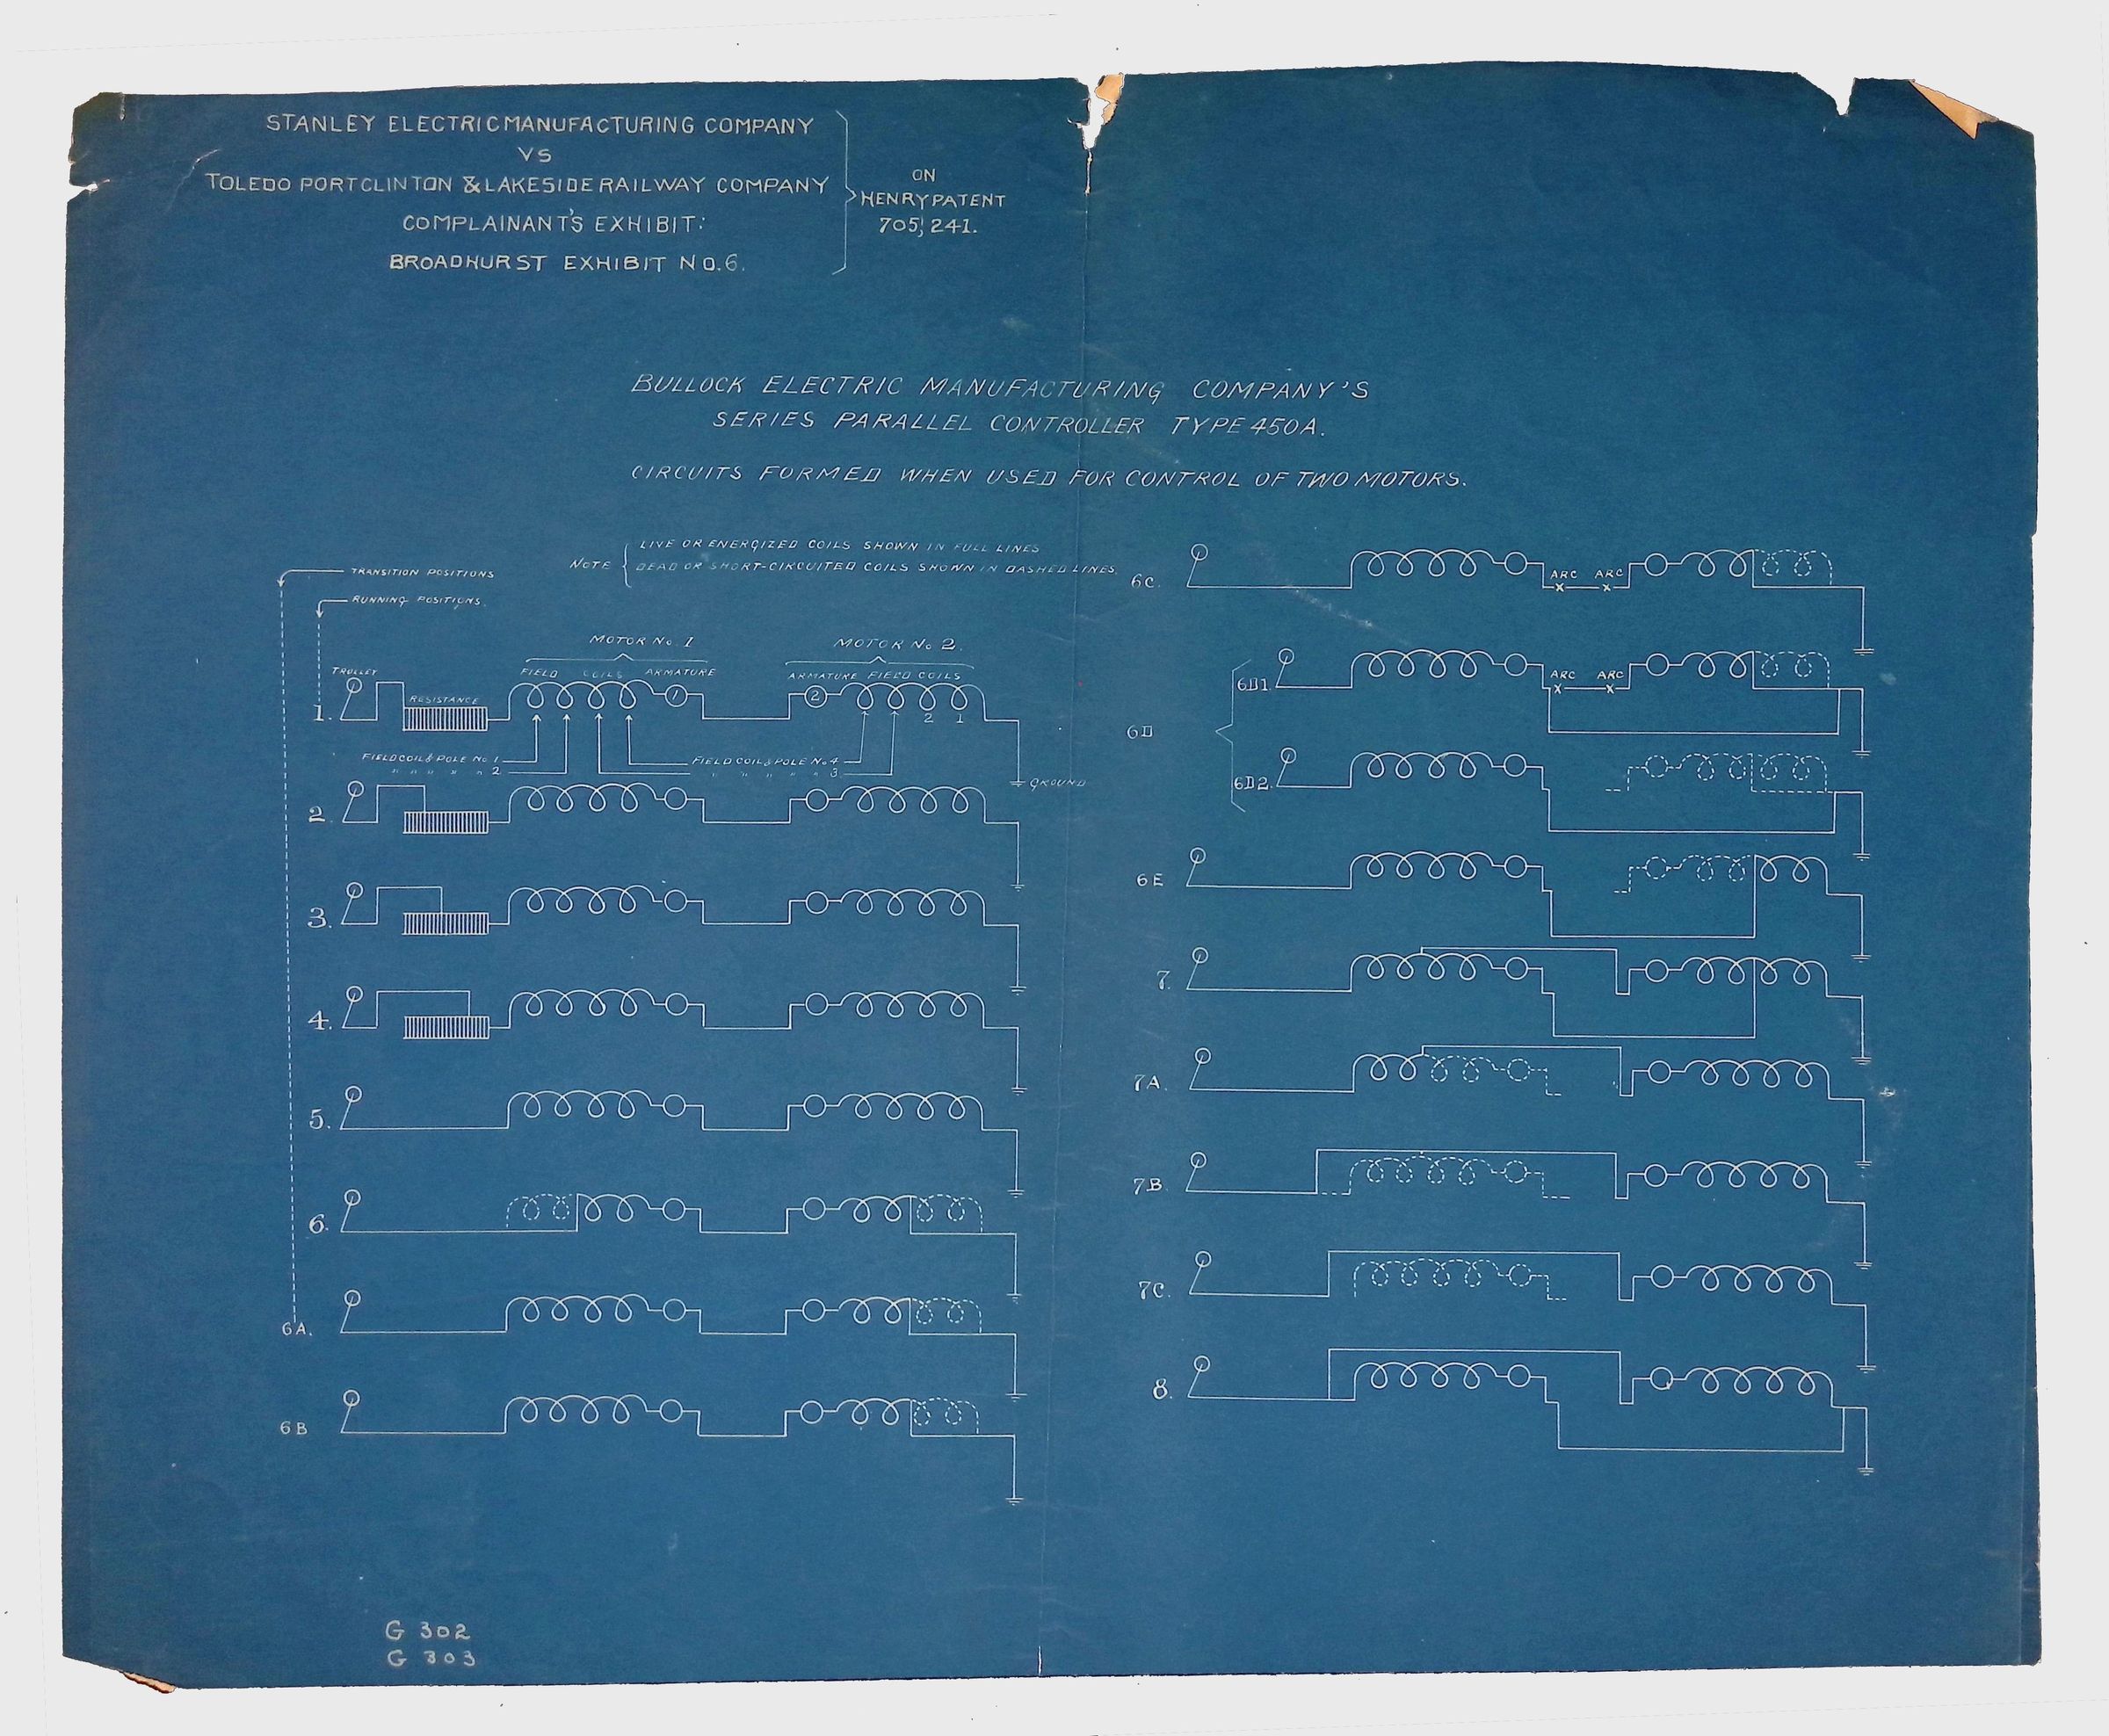 STANLEY ELECTRIC MANUFACTURING COMPANY
VS
TOLEDO PORT CLINTON & LAKESIDE RAILWAY COMPANY
COMPLAINANT'S EXHIBIT:
BROADHURST EXHIBIT NO. 6.
ON
HENRY PATENT
705,241.
BULLOCK ELECTRIC MANUFACTURING COMPANY'S
SERIES PARALLEL CONTROLLER TYPE 450A.
CIRCUITS FORMED WHEN USED FOR CONTROL OF TWO MOTORS.
NOTE
LIVE OR ENERGIZED COILS SHOWN IN FULL LINES
DEAD OR SHORT-CIRCUITED COILS SHOWN IN DASHED LINES.
TRANSITION POSITIONS
RUNNING POSITIONS.
MOTOR No. 1
MOTOR No 2.
TROLLEY
FIELD COILS ARMATURE
ARMATURE FIELD COILS
RESISTANCE
1.
1
2
2 1
FIELD COIL & POLE No. 1
" " " " " 2
FIELD COIL & POLE No. 4
" " " " " 3
GROUND
2
3.
4.
5.
6.
6A.
6B
6C.
ARC ARC
X X
6D
6D1.
ARC ARC
X X
6D2.
6E
7.
7A.
7B
7C.
8.
G 302
G 303